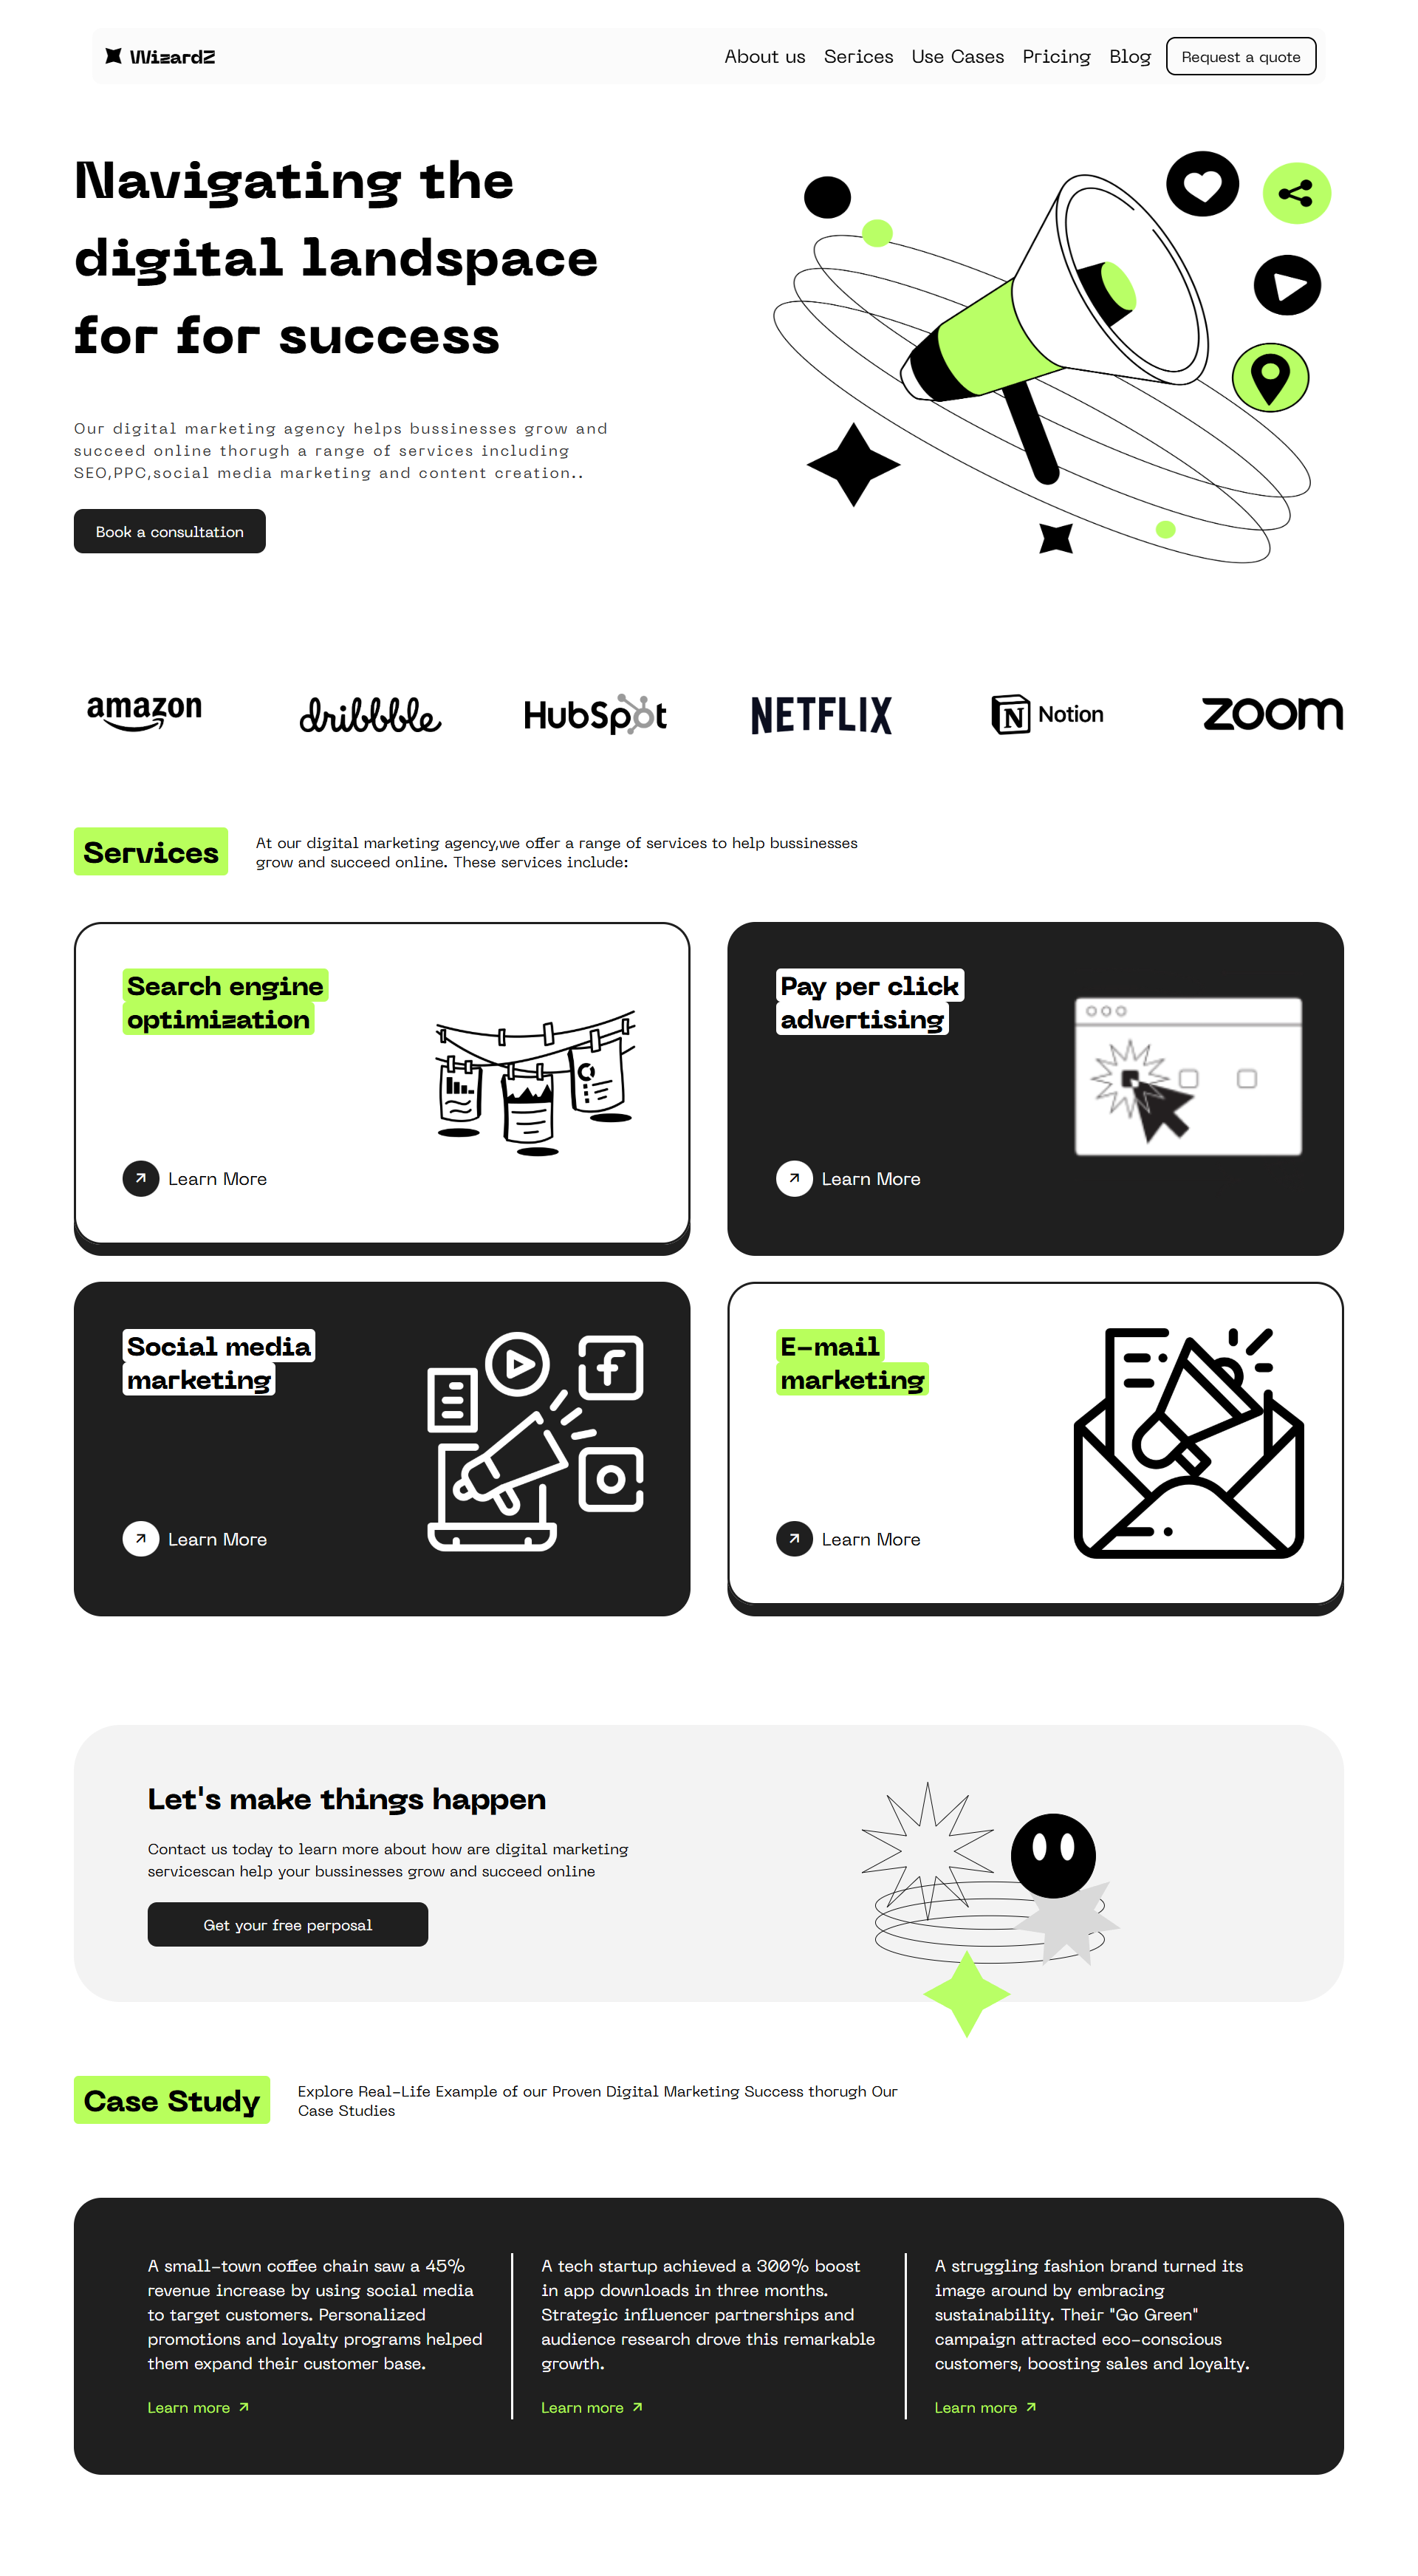 WizardZ
About us
Serices
Use Cases
Pricing
Blog
Request a quote
Navigating the
digital landspace
for for success
Our digital marketing agency helps bussinesses grow and
succeed online thorugh a range of services including
SEO,PPC,social media marketing and content creation..
Book a consultation
amazon
dribbble
HubSpot
NETFLIX
N Notion
zoom
Services
At our digital marketing agency,we offer a range of services to help bussinesses
grow and succeed online. These services include:
Search engine
optimization
Learn More
Pay per click
advertising
Learn More
Social media
marketing
Learn More
E-mail
marketing
Learn More
Let's make things happen
Contact us today to learn more about how are digital marketing
servicescan help your bussinesses grow and succeed online
Get your free perposal
Case Study
Explore Real-Life Example of our Proven Digital Marketing Success thorugh Our
Case Studies
A small-town coffee chain saw a 45%
revenue increase by using social media
to target customers. Personalized
promotions and loyalty programs helped
them expand their customer base.
Learn more
A tech startup achieved a 300% boost
in app downloads in three months.
Strategic influencer partnerships and
audience research drove this remarkable
growth.
Learn more
A struggling fashion brand turned its
image around by embracing
sustainability. Their "Go Green"
campaign attracted eco-conscious
customers, boosting sales and loyalty.
Learn more